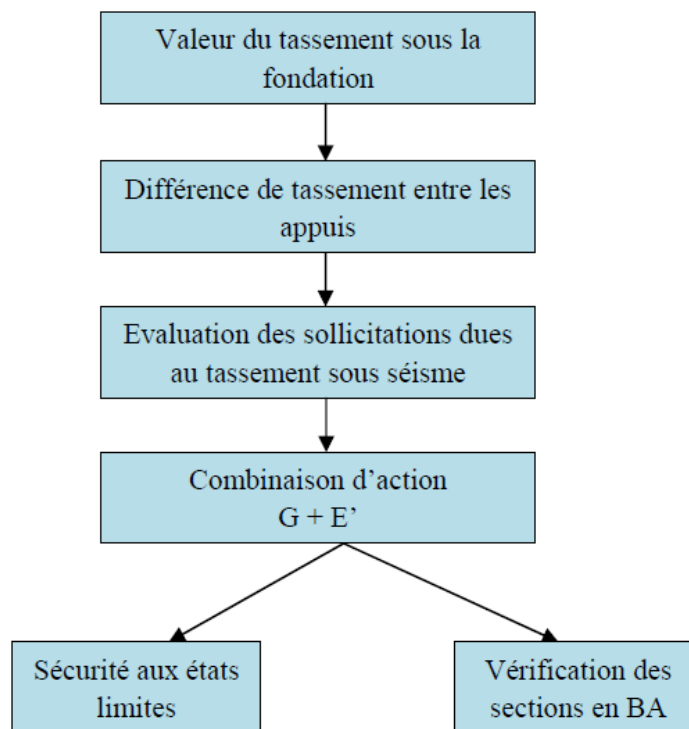 Valeur du tassement sous la
fondation
Différence de tassement entre les
appuis
Evaluation des sollicitations dues
au tassement sous séisme
Combinaison d’action
G + E’
Sécurité aux états
limites
Vérification des
sections en BA